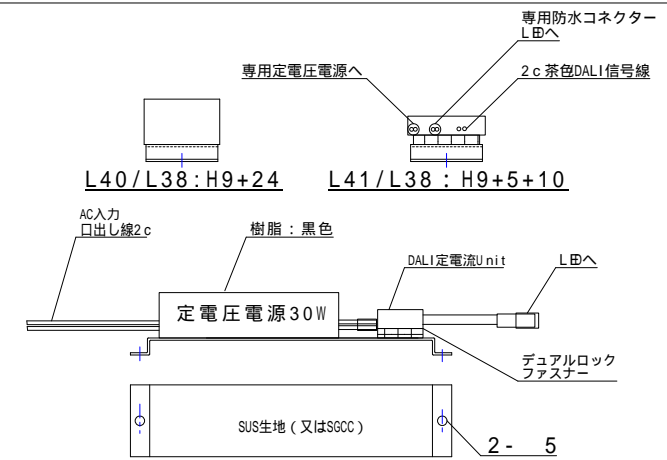 専用防水コネクター
LEDへ
専用定電圧電源へ
2c茶色DALI信号線
L40/L38:H9+24
L41/L38:H9+5+10
AC入力
口出し線2c
樹脂：黒色
DALI定電流Unit
LEDへ
定電圧電源30W
デュアルロック
ファスナー
SUS生地（又はSGCC）
2- 5